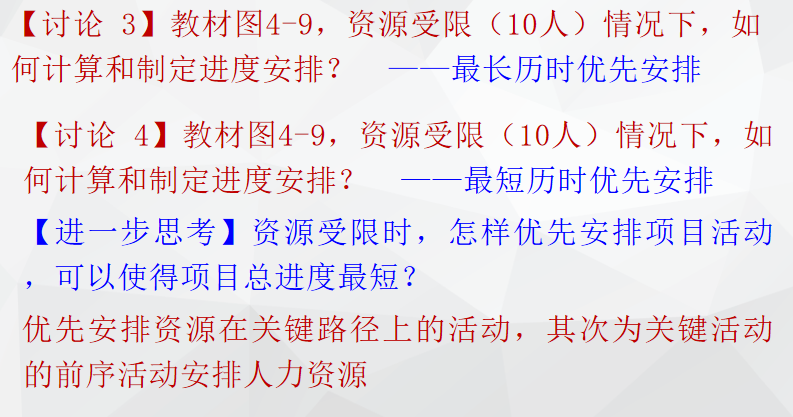 【讨论 3】教材图4-9，资源受限（10人）情况下，如
何计算和制定进度安排？ ——最长历时优先安排
【讨论 4】教材图4-9，资源受限（10人）情况下，如
何计算和制定进度安排？ ——最短历时优先安排
【进一步思考】资源受限时，怎样优先安排项目活动
，可以使得项目总进度最短？
优先安排资源在关键路径上的活动，其次为关键活动
的前序活动安排人力资源